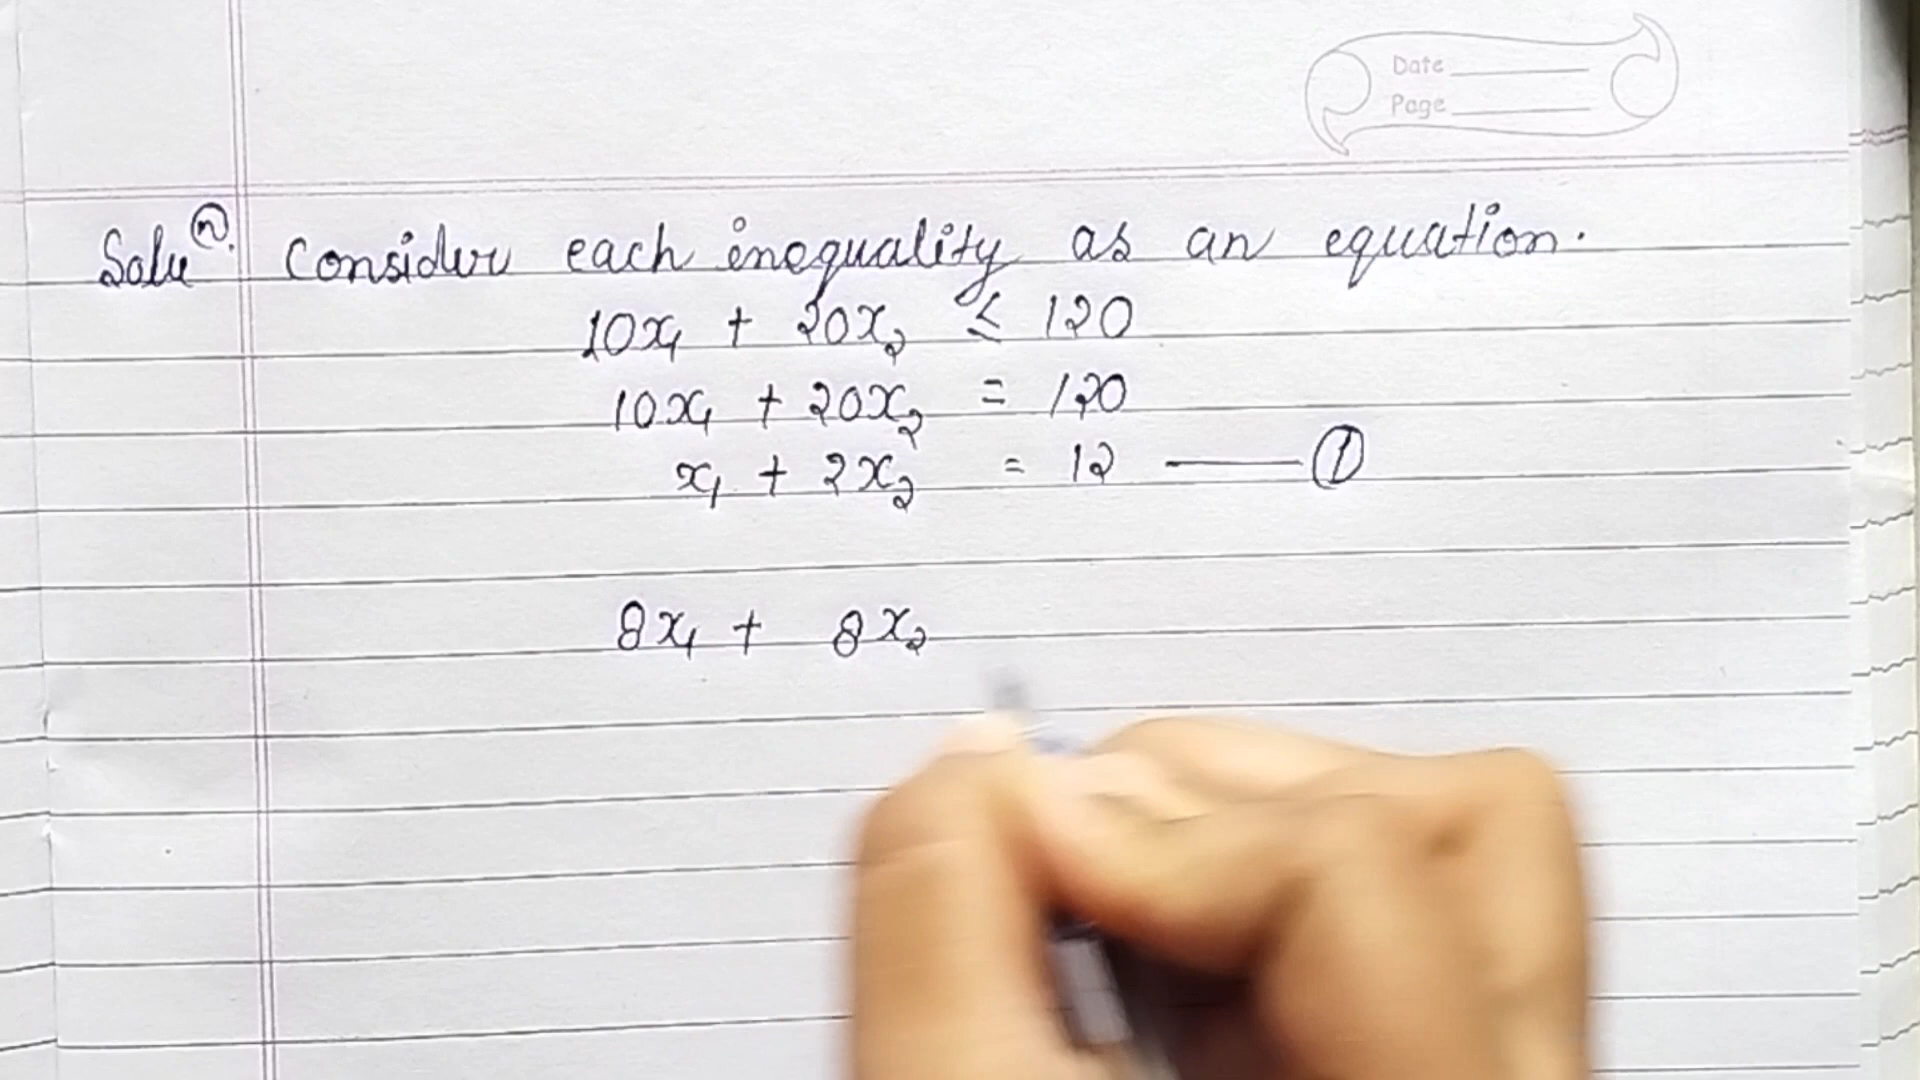 Date
Page
Solu(n). Consider each inequality as an equation.
10x₁ + 20x₂ ≤ 120
10x₁ + 20x₂ = 120
x₁ + 2x₂ = 12 —— ①
8x₁ + 8x₂